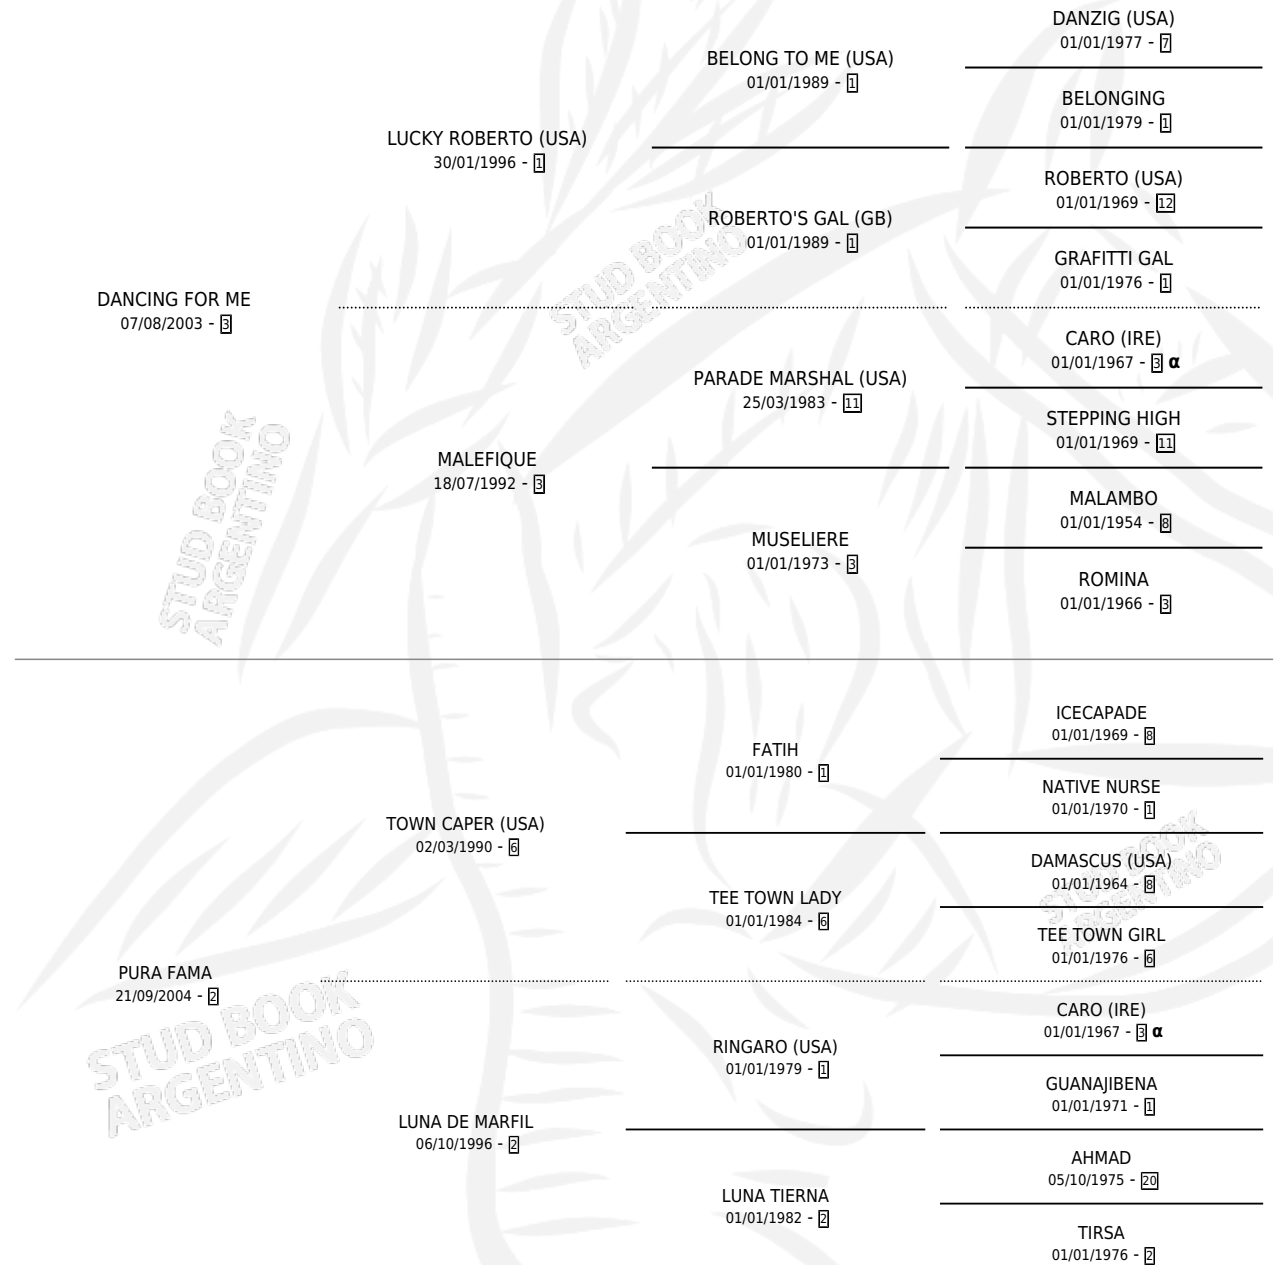 DANZIG (USA)
01/01/1977 - 7
BELONG TO ME (USA)
01/01/1989 - 1
BELONGING
01/01/1979 - 1
LUCKY ROBERTO (USA)
30/01/1996 - 1
ROBERTO (USA)
01/01/1969 - 12
ROBERTO'S GAL (GB)
01/01/1989 - 1
GRAFITTI GAL
01/01/1976 - 1
DANCING FOR ME
07/08/2003 - 3
CARO (IRE)
01/01/1967 - 3 α
PARADE MARSHAL (USA)
25/03/1983 - 11
STEPPING HIGH
01/01/1969 - 11
MALEFIQUE
18/07/1992 - 3
MALAMBO
01/01/1954 - 8
MUSELIERE
01/01/1973 - 3
ROMINA
01/01/1966 - 3
STUD BOOK
ARGENTINO
STUD BOOK
ARGENTINO
ICECAPADE
01/01/1969 - 8
FATIH
01/01/1980 - 1
NATIVE NURSE
01/01/1970 - 1
TOWN CAPER (USA)
02/03/1990 - 6
DAMASCUS (USA)
01/01/1964 - 8
TEE TOWN LADY
01/01/1984 - 6
TEE TOWN GIRL
01/01/1976 - 6
PURA FAMA
21/09/2004 - 2
CARO (IRE)
01/01/1967 - 3 α
RINGARO (USA)
01/01/1979 - 1
GUANAJIBENA
01/01/1971 - 1
LUNA DE MARFIL
06/10/1996 - 2
AHMAD
05/10/1975 - 20
LUNA TIERNA
01/01/1982 - 2
TIRSA
01/01/1976 - 2
STUD BOOK
ARGENTINO
STUD BOOK
ARGENTINO